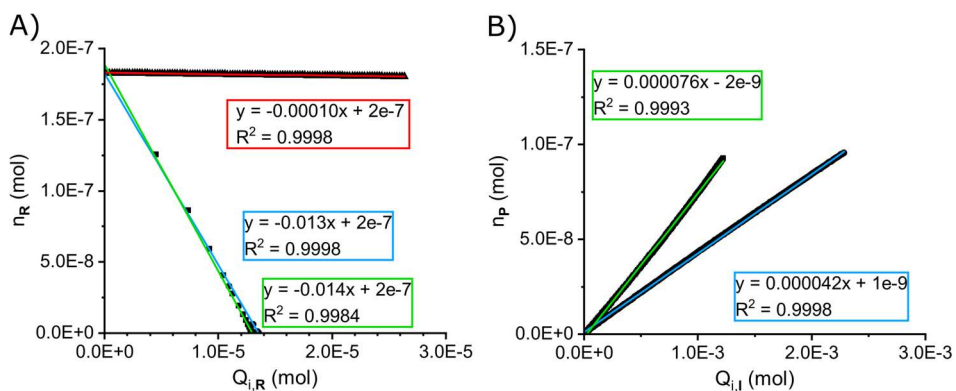 A)
2.0E-7
1.5E-7
1.0E-7
5.0E-8
0.0E+0
n_R (mol)
y = -0.00010x + 2e-7
R² = 0.9998
y = -0.013x + 2e-7
R² = 0.9998
y = -0.014x + 2e-7
R² = 0.9984
0.0E+0 1.0E-5 2.0E-5 3.0E-5
Q_i,R (mol)
B)
1.5E-7
1.0E-7
5.0E-8
0.0E+0
n_P (mol)
y = 0.000076x - 2e-9
R² = 0.9993
y = 0.000042x + 1e-9
R² = 0.9998
0.0E+0 1.0E-3 2.0E-3 3.0E-3
Q_i,I (mol)